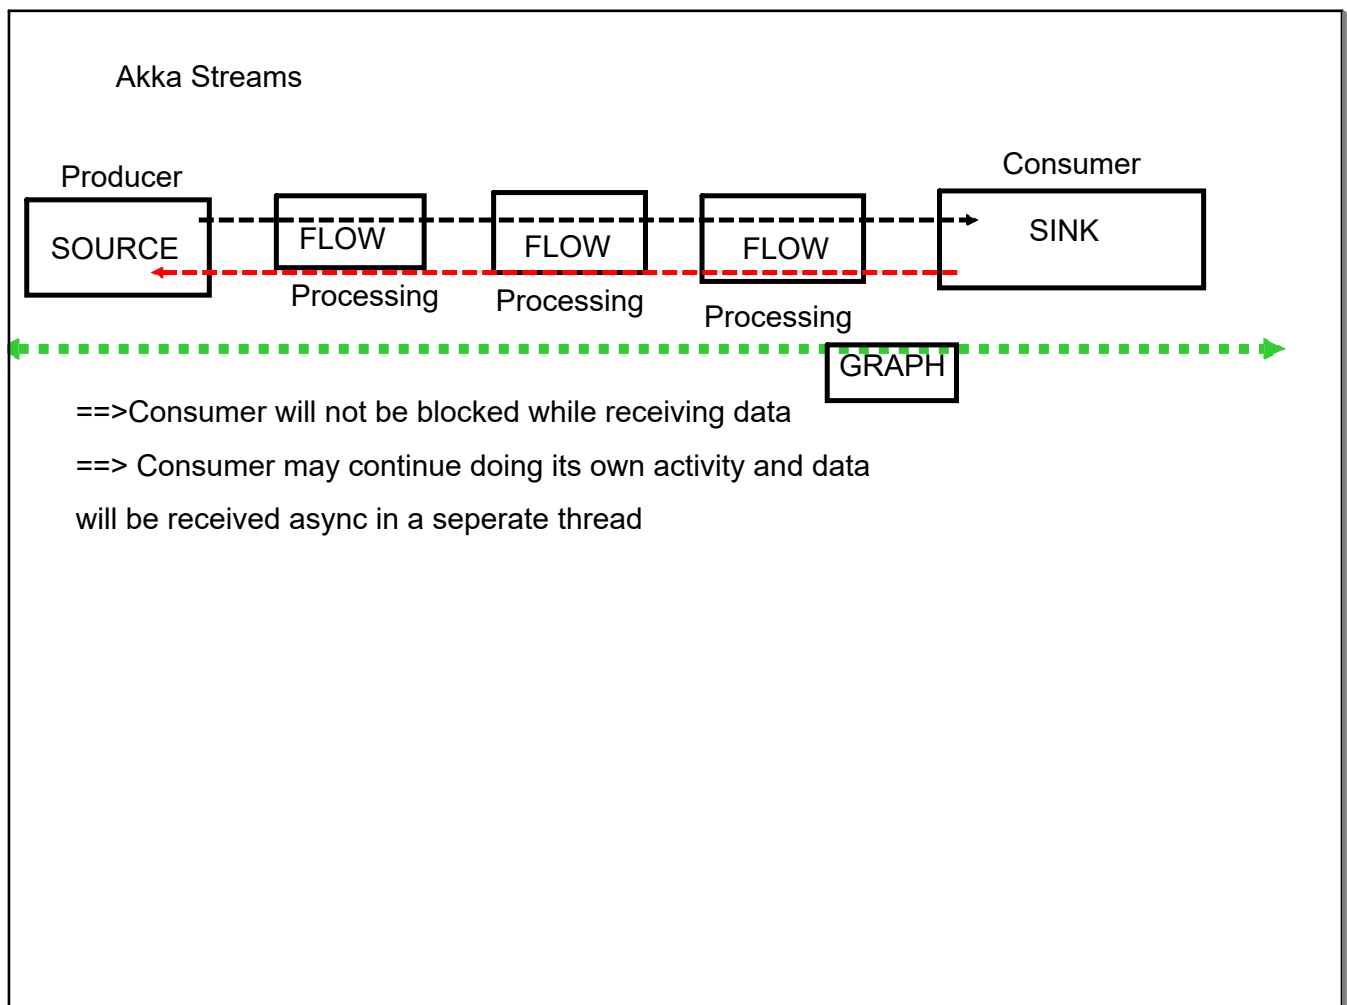 Akka Streams
Producer
Consumer
SOURCE
FLOW
FLOW
FLOW
SINK
Processing
Processing
Processing
GRAPH
==>Consumer will not be blocked while receiving data
==> Consumer may continue doing its own activity and data
will be received async in a seperate thread